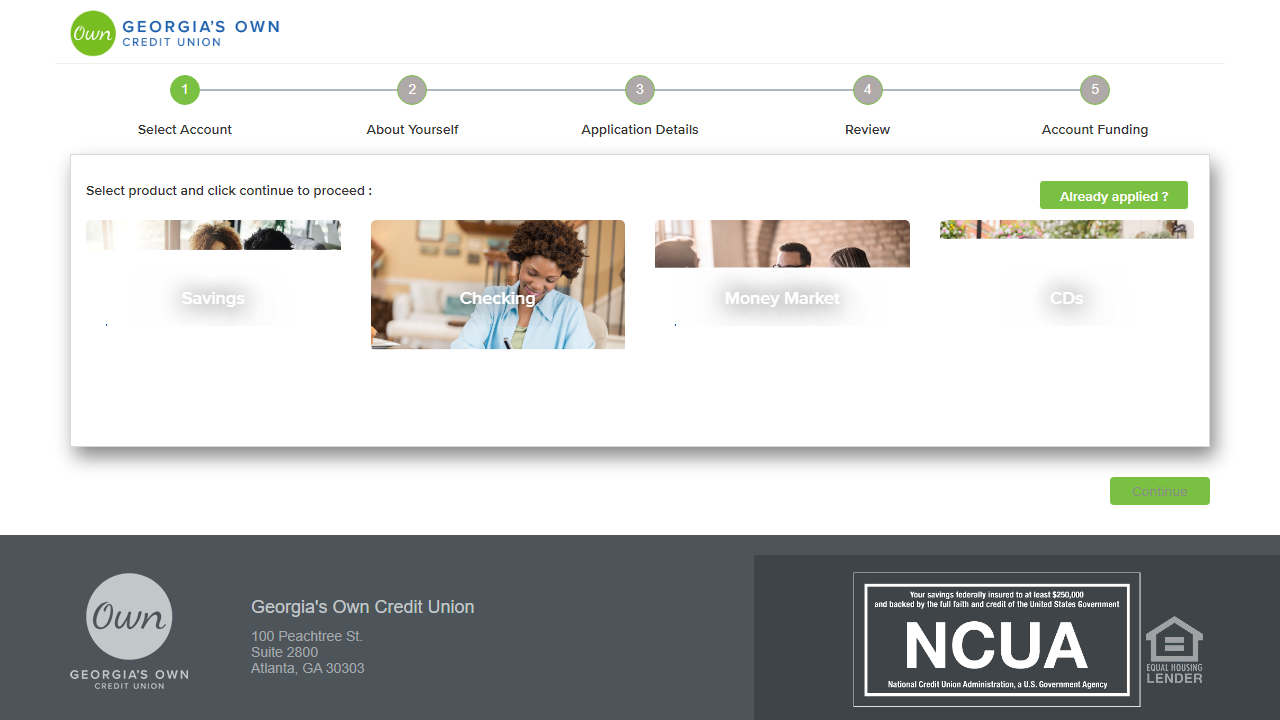 Own
GEORGIA'S OWN
CREDIT UNION
1
2
3
4
5
Select Account
About Yourself
Application Details
Review
Account Funding
Select product and click continue to proceed :
Already applied ?
Savings
Checking
Money Market
CDs
Continue
Own
GEORGIA'S OWN
CREDIT UNION
Georgia's Own Credit Union
100 Peachtree St.
Suite 2800
Atlanta, GA 30303
Your savings federally insured to at least $250,000
and backed by the full faith and credit of the United States Government
NCUA
National Credit Union Administration, a U.S. Government Agency
EQUAL HOUSING
LENDER